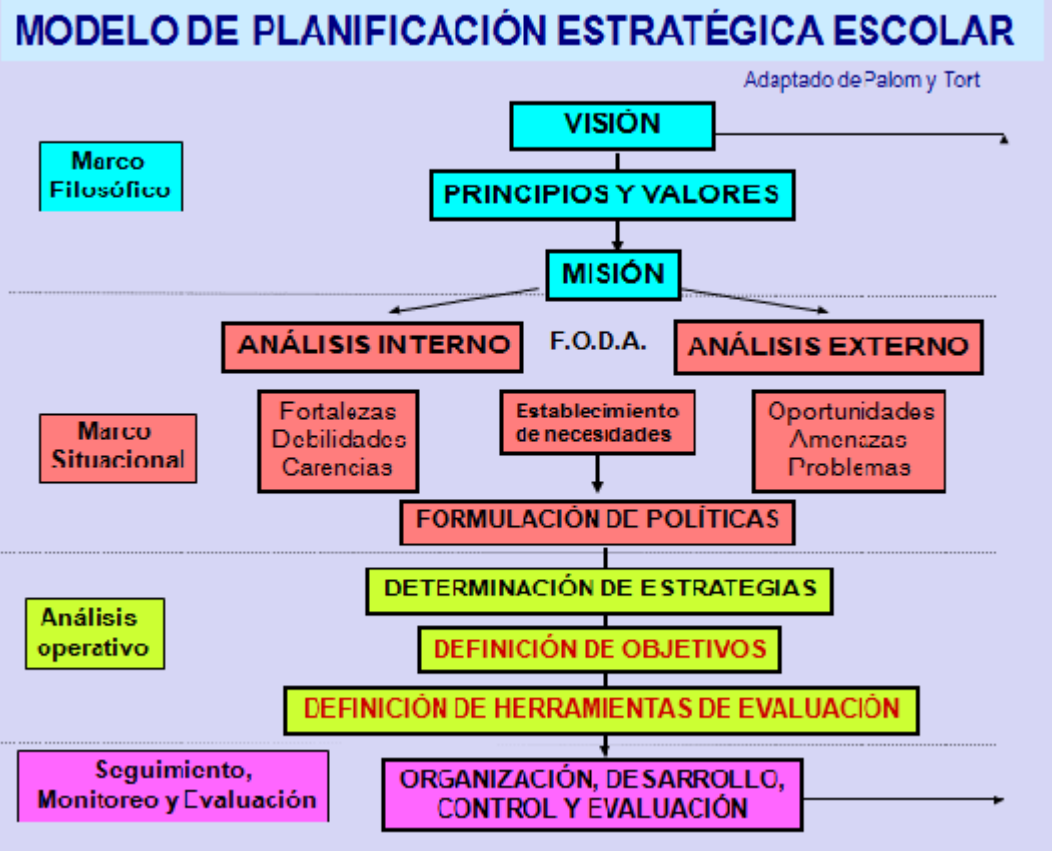 MODELO DE PLANIFICACIÓN ESTRATÉGICA ESCOLAR
Adaptado de Palom y Tort
VISIÓN
Marco
Filosófico
PRINCIPIOS Y VALORES
MISIÓN
ANÁLISIS INTERNO
F.O.D.A.
ANÁLISIS EXTERNO
Marco
Situacional
Fortalezas
Debilidades
Carencias
Establecimiento
de necesidades
Oportunidades
Amenazas
Problemas
FORMULACIÓN DE POLÍTICAS
Análisis
operativo
DETERMINACIÓN DE ESTRATEGIAS
DEFINICIÓN DE OBJETIVOS
DEFINICIÓN DE HERRAMIENTAS DE EVALUACIÓN
Seguimiento,
Monitoreo y Evaluación
ORGANIZACIÓN, DESARROLLO,
CONTROL Y EVALUACIÓN